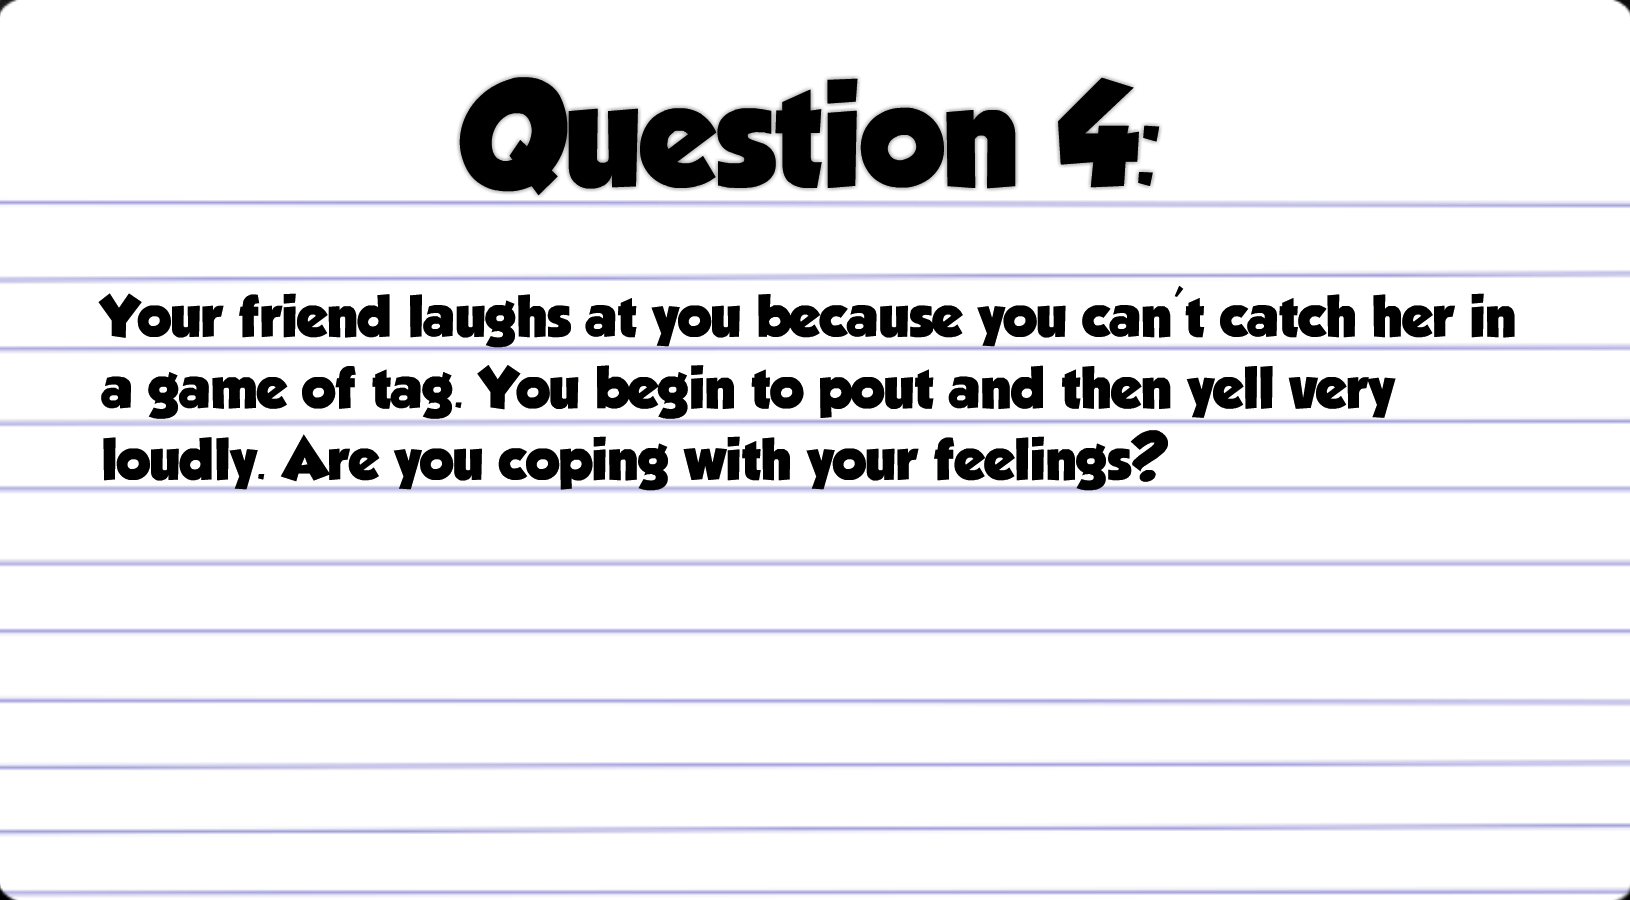 Question 4:
Your friend laughs at you because you can't catch her in
a game of tag. You begin to pout and then yell very
loudly. Are you coping with your feelings?